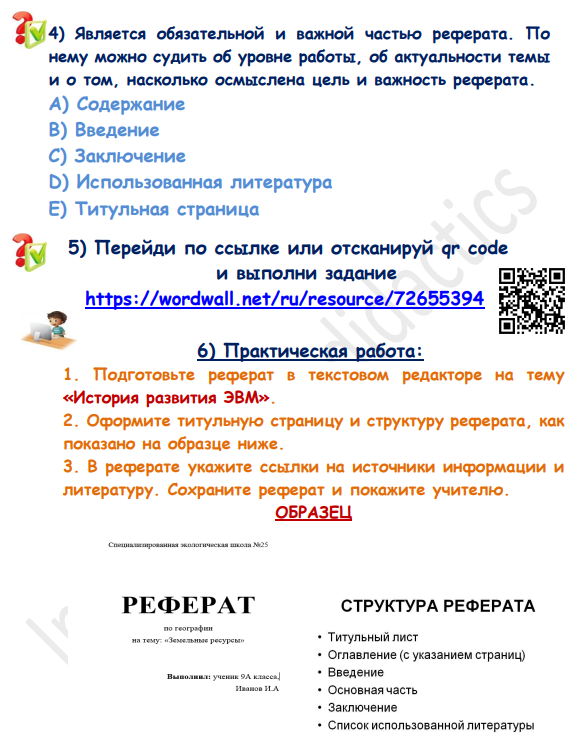 4) Является обязательной и важной частью реферата. По
нему можно судить об уровне работы, об актуальности темы
и о том, насколько осмыслена цель и важность реферата.
A) Содержание
B) Введение
C) Заключение
D) Использованная литература
E) Титульная страница
5) Перейди по ссылке или отсканируй qr code
и выполни задание
https://wordwall.net/ru/resource/72655394
6) Практическая работа:
1. Подготовьте реферат в текстовом редакторе на тему
«История развития ЭВМ».
2. Оформите титульную страницу и структуру реферата, как
показано на образце ниже.
3. В реферате укажите ссылки на источники информации и
литературу. Сохраните реферат и покажите учителю.
ОБРАЗЕЦ
Специализированная экологическая школа №25
РЕФЕРАТ
по географии
на тему: «Земельные ресурсы»
Выполнил: ученик 9А класса,
Иванов И.А
СТРУКТУРА РЕФЕРАТА
• Титульный лист
• Оглавление (с указанием страниц)
• Введение
• Основная часть
• Заключение
• Список использованной литературы
didactics